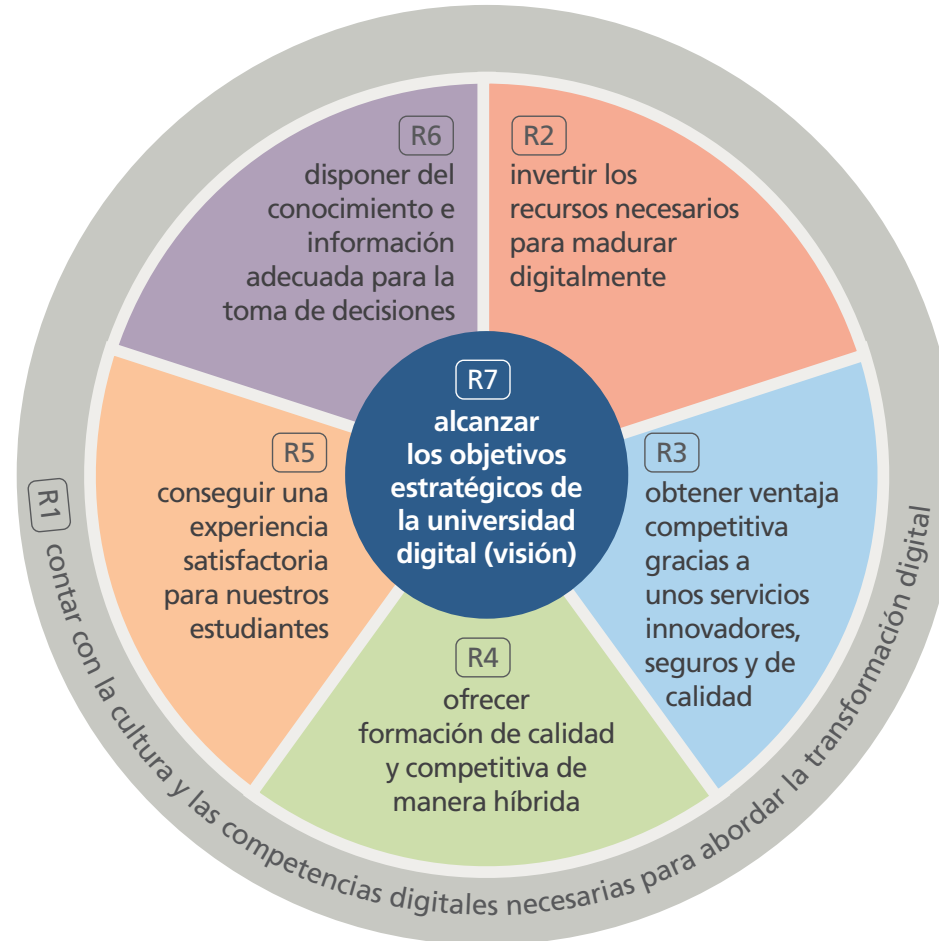 R6
disponer del
conocimiento e
información
adecuada para la
toma de decisiones
R2
invertir los
recursos necesarios
para madurar
digitalmente
R7
alcanzar
los objetivos
estratégicos de
la universidad
digital (visión)
R5
conseguir una
experiencia
satisfactoria
para nuestros
estudiantes
R3
obtener ventaja
competitiva
gracias a
unos servicios
innovadores,
seguros y de
calidad
R4
ofrecer
formación de calidad
y competitiva de
manera híbrida
R1 contar con la cultura y las competencias digitales necesarias para abordar la transformación digital